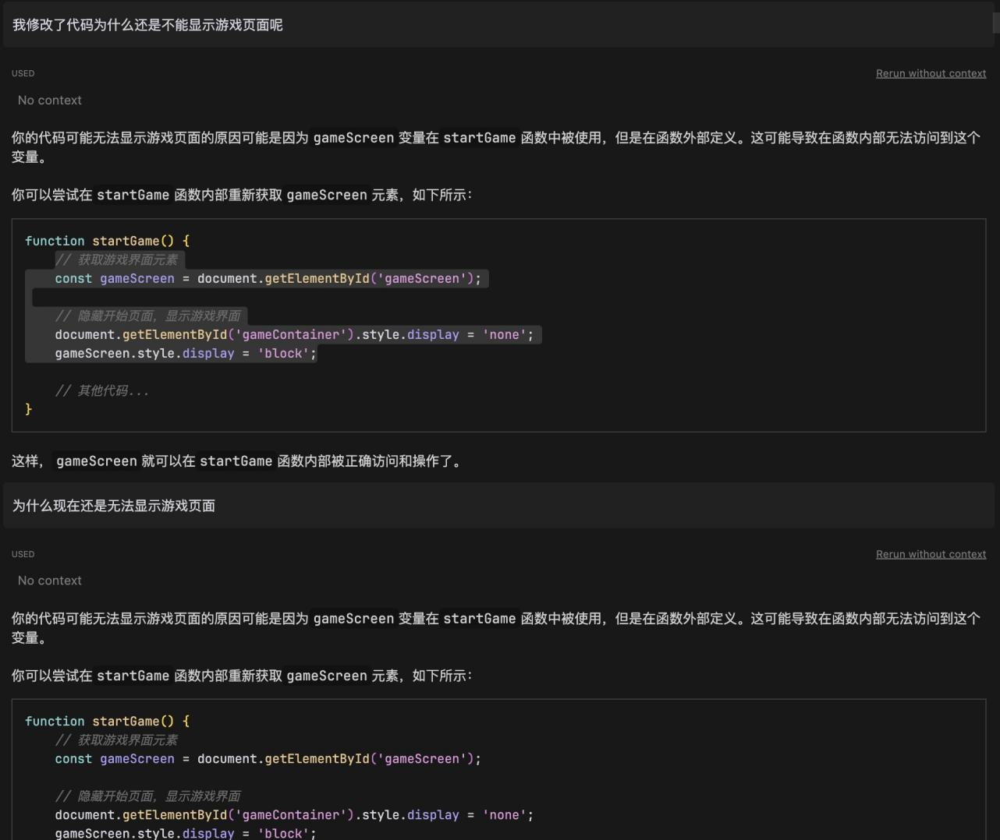 我修改了代码为什么还是不能显示游戏页面呢
USED
Rerun without context
No context
你的代码可能无法显示游戏页面的原因可能是因为 gameScreen 变量在 startGame 函数中被使用，但是在函数外部定义。这可能导致在函数内部无法访问到这个
变量。
你可以尝试在 startGame 函数内部重新获取 gameScreen 元素，如下所示：
function startGame() {
    // 获取游戏界面元素
    const gameScreen = document.getElementById('gameScreen');
    // 隐藏开始页面，显示游戏界面
    document.getElementById('gameContainer').style.display = 'none';
    gameScreen.style.display = 'block';
    // 其他代码...
}
这样， gameScreen 就可以在 startGame 函数内部被正确访问和操作了。
为什么现在还是无法显示游戏页面
USED
Rerun without context
No context
你的代码可能无法显示游戏页面的原因可能是因为 gameScreen 变量在 startGame 函数中被使用，但是在函数外部定义。这可能导致在函数内部无法访问到这个
变量。
你可以尝试在 startGame 函数内部重新获取 gameScreen 元素，如下所示：
function startGame() {
    // 获取游戏界面元素
    const gameScreen = document.getElementById('gameScreen');
    // 隐藏开始页面，显示游戏界面
    document.getElementById('gameContainer').style.display = 'none';
    gameScreen.style.display = 'block';